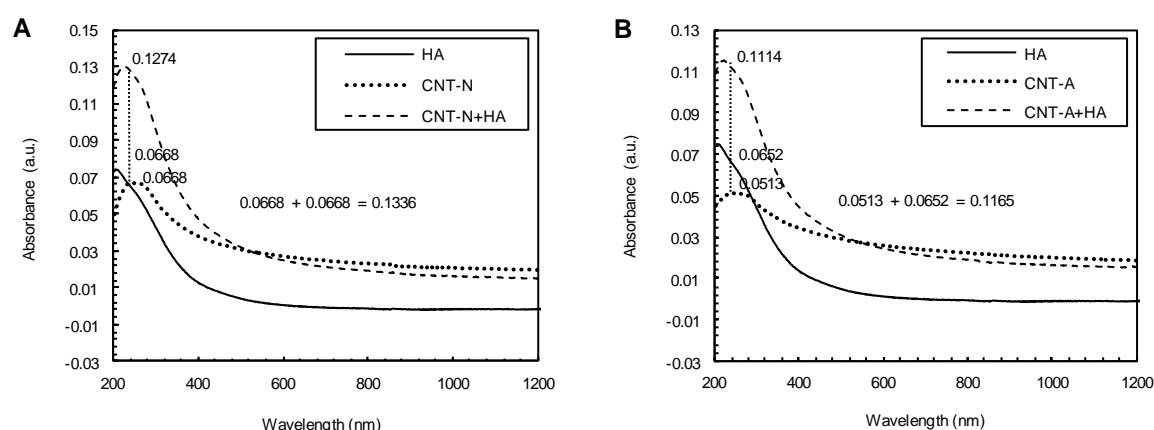 A
0.15
0.13
0.11
0.09
0.07
0.05
0.03
0.01
-0.01
-0.03
Absorbance (a.u.)
0.1274
0.0668
0.0668
0.0668 + 0.0668 = 0.1336
HA
CNT-N
CNT-N+HA
200 400 600 800 1000 1200
Wavelength (nm)
B
0.13
0.11
0.09
0.07
0.05
0.03
0.01
-0.01
-0.03
Absorbance (a.u.)
0.1114
0.0652
0.0513
0.0513 + 0.0652 = 0.1165
HA
CNT-A
CNT-A+HA
200 400 600 800 1000 1200
Wavelength (nm)